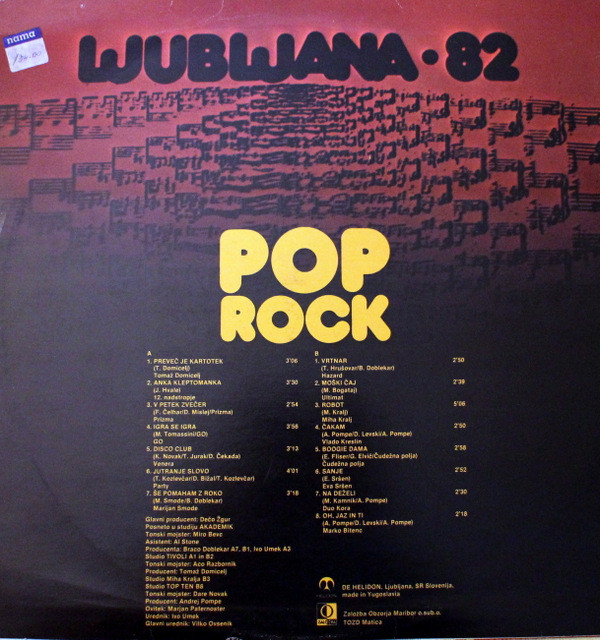 nama
LJUBLJANA • 82
POP
ROCK
A
1. PREVEČ JE KARTOTEK 3'06
(T. Domicelj)
Tomaž Domicelj
2. ANKA KLEPTOMANKA 3'30
(J. Hvale)
12. nadstropje
3. V PETEK ZVEČER 2'54
(F. Čelhar/D. Mislej/Prizma)
Prizma
4. IGRA SE IGRA 3'56
(M. Tomassini/GO)
GO
5. DISCO CLUB 3'13
(K. Novak/T. Jurak/D. Čekada)
Venera
6. JUTRANJE SLOVO 4'01
(T. Kozlevčar/D. Bižal/T. Kozlevčar)
Party
7. ŠE POMAHAM Z ROKO 3'18
(M. Smode/B. Doblekar)
Marijan Smode
Glavni producent: Dečo Žgur
Posneto v studiu AKADEMIK
Tonski mojster: Miro Bevc
Asistent: Al Stone
Producenta: Braco Doblekar A7, B1, Ivo Umek A3
Studio TIVOLI A1 in B2
Tonski mojster: Aco Razbornik
Producent: Tomaž Domicelj
Studio Miha Kralja B3
Studio TOP TEN B8
Tonski mojster: Dare Novak
Producent: Andrej Pompe
Ovitek: Marjan Paternoster
Urednik: Ivo Umek
Glavni urednik: Vilko Ovsenik
B
1. VRTNAR 2'50
(T. Hrušovar/B. Doblekar)
Hazard
2. MOŠKI ČAJ 2'39
(M. Bogataj)
Ultimat
3. ROBOT 5'06
(M. Kralj)
Miha Kralj
4. ČAKAM 2'50
(A. Pompe/D. Levski/A. Pompe)
Vlado Kreslin
5. BOOGIE DAMA 2'58
(E. Fliser/G. Elviči/Čudežna polja)
Čudežna polja
6. SANJE 2'52
(E. Sršen)
Eva Sršen
7. NA DEŽELI 2'30
(M. Kamnik/A. Pompe)
Duo Kora
8. OH, JAZ IN TI 2'18
(A. Pompe/D. Levski/A. Pompe)
Marko Bitenc
HELIDON
DE HELIDON, Ljubljana, SR Slovenija,
made in Yugoslavia
Založba Obzorja Maribor o.sub.o.
TOZD Matica